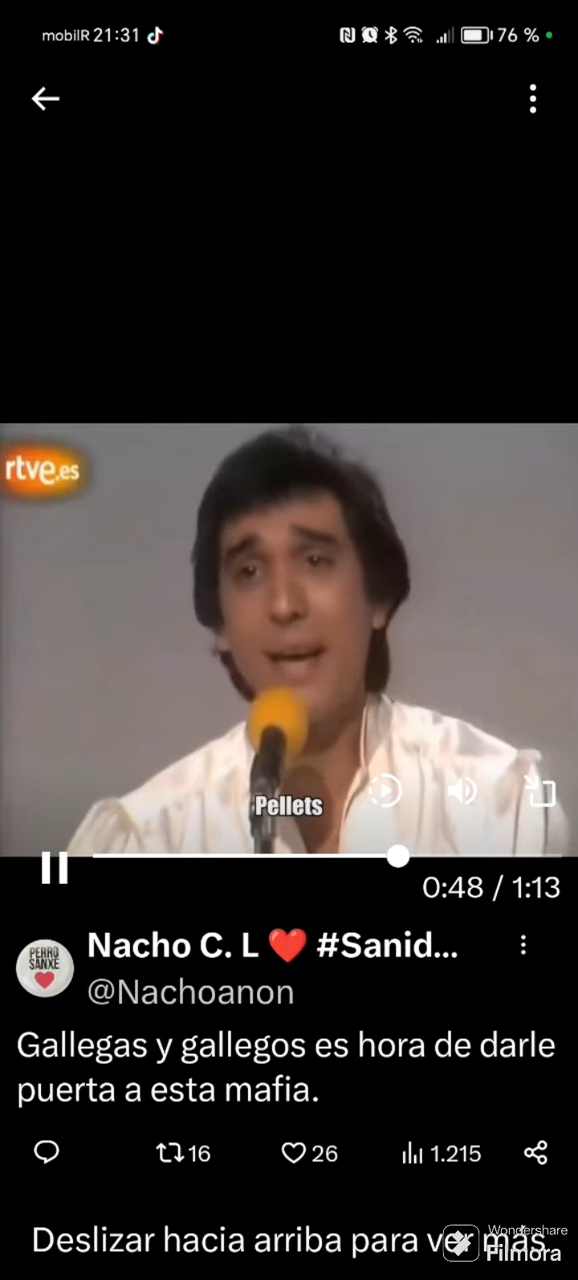 mobilR 21:31 76 %
rtve.es
Pellets
0:48 / 1:13
PERRO
SANXE
Nacho C. L ❤️ #Sanid...
@Nachoanon
Gallegas y gallegos es hora de darle
puerta a esta mafia.
16 26 1.215
Deslizar hacia arriba para ver más
Wondershare
Filmora